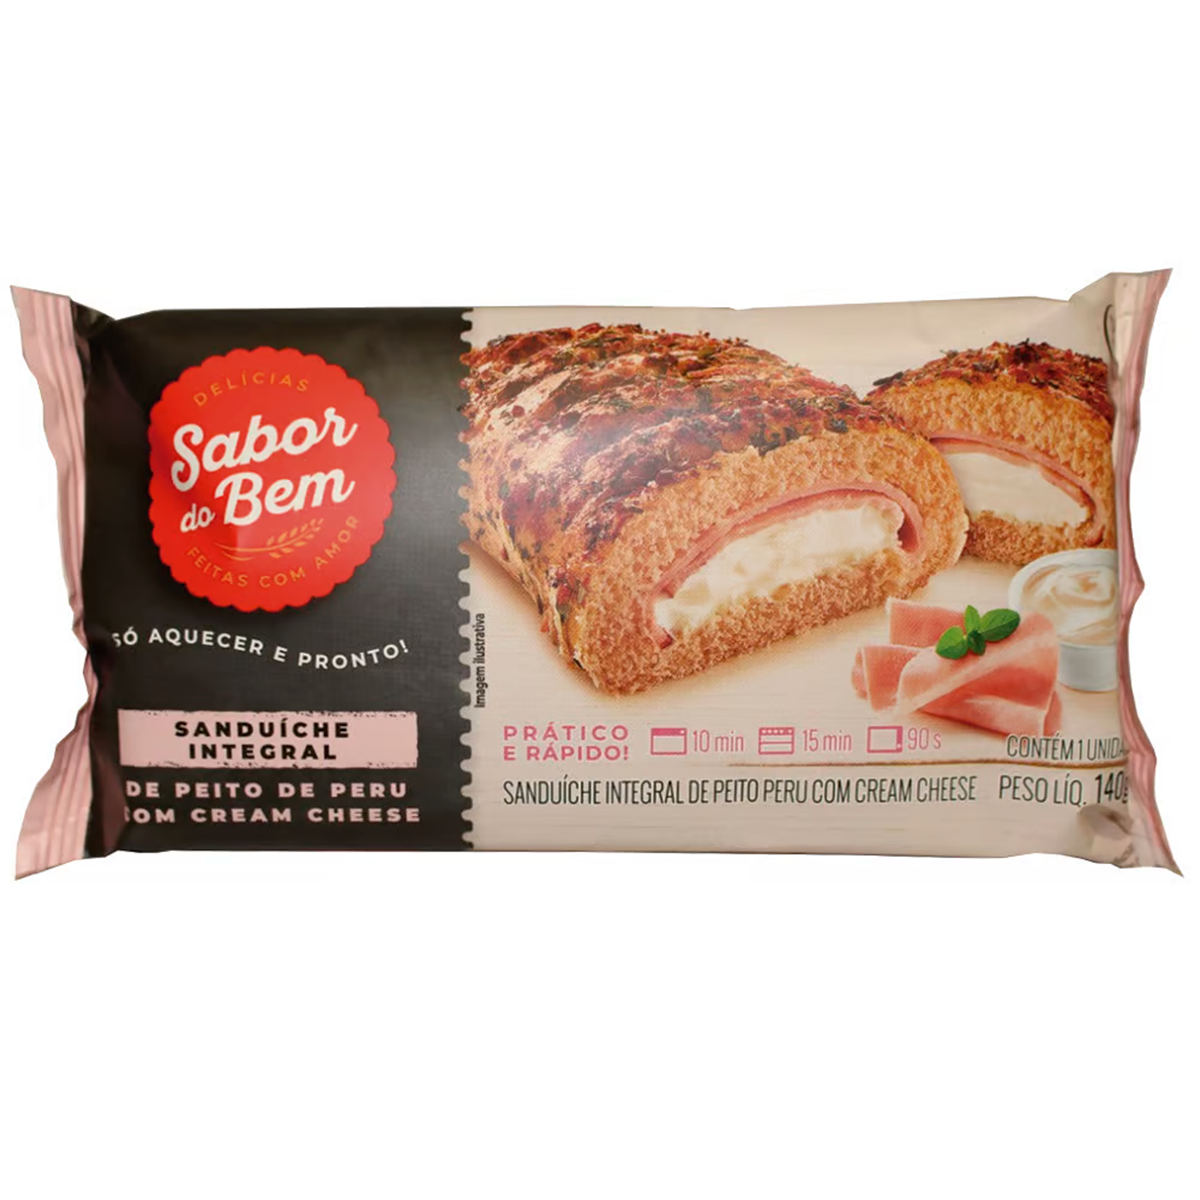 DELÍCIAS
Sabor
do Bem
FEITAS COM AMOR
SÓ AQUECER E PRONTO!
SANDUÍCHE
INTEGRAL
DE PEITO DE PERU
COM CREAM CHEESE
Imagem ilustrativa
PRÁTICO
E RÁPIDO!
10 min
15 min
90 s
CONTÉM 1 UNIDA
SANDUÍCHE INTEGRAL DE PEITO PERU COM CREAM CHEESE
PESO LÍQ. 140g